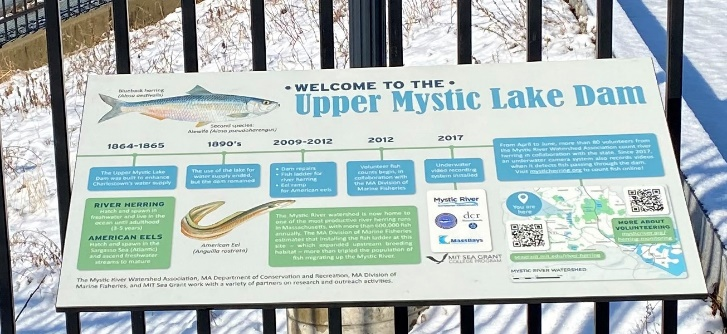 • WELCOME TO THE •
Upper Mystic Lake Dam
Blueback herring
(Alosa aestivalis)
Second species:
Alewife (Alosa pseudoharengus)
1864-1865
1890's
2009-2012
2012
2017
The Upper Mystic Lake
Dam was built to enhance
Charlestown's water supply
The use of the lake for
water supply ended,
but the dam remained
• Dam repairs
• Fish ladder for
river herring
• Eel ramp
for American eels
Volunteer fish
counts begin, in
collaboration with
the MA Division of
Marine Fisheries
Underwater
video recording
system installed
From April to June, more than 80 volunteers from
the Mystic River Watershed Association count river
herring in collaboration with the state. Since 2017,
an underwater camera system also records videos
when it detects fish passing through the dam.
Visit mysticherring.org to count fish online!
RIVER HERRING
Hatch and spawn in
freshwater and live in the
ocean until adulthood
(3-5 years)
AMERICAN EELS
Hatch and spawn in the
Sargasso Sea (Atlantic)
and ascend freshwater
streams to mature
American Eel
(Anguilla rostrata)
The Mystic River watershed is now home to
one of the most productive river herring runs
in Massachusetts, with more than 600,000 fish
annually. The MA Division of Marine Fisheries
estimates that installing the fish ladder at this
site – which expanded upstream breeding
habitat – more than tripled the population of
fish migrating up the Mystic River.
Mystic River
dcr
MassBays
MIT SEA GRANT
COLLEGE PROGRAM
You are
here
MORE ABOUT
VOLUNTEERING
MYSTIC RIVER WATERSHED
The Mystic River Watershed Association, MA Department of Conservation and Recreation, MA Division of
Marine Fisheries, and MIT Sea Grant work with a variety of partners on research and outreach activities.